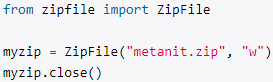 from zipfile import ZipFile
myzip = ZipFile("metanit.zip", "w")
myzip.close()